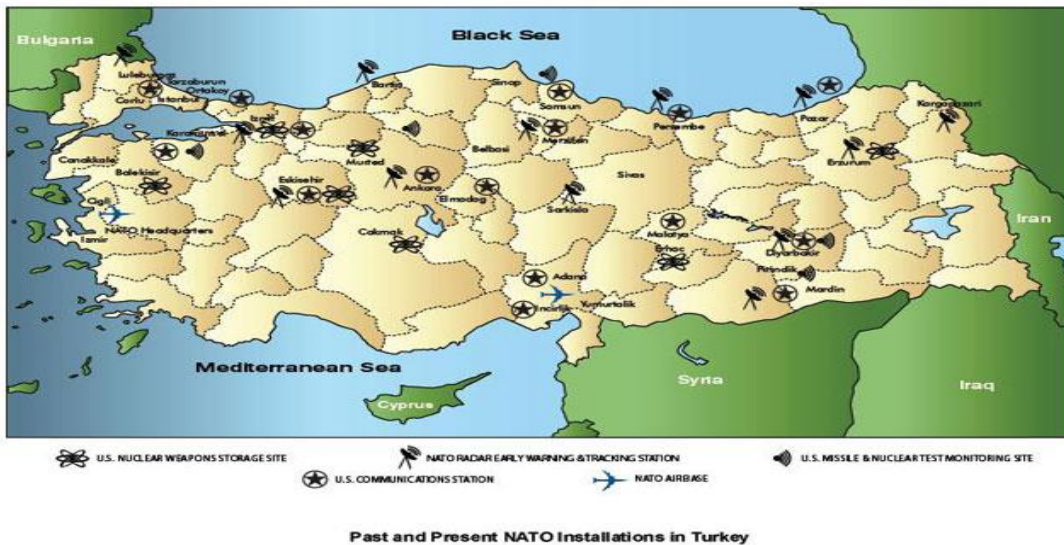 Bulgaria
Black Sea
Luleburgas
Tarzaburun
Ortakoy
Corlu
Istanbul
Bartin
Sinop
Samsun
Izmit
Karamursel
Persembe
Pazar
Kargapazari
Canakkale
Murted
Belbasi
Merzifon
Erzurum
Balekisir
Eskisehir
Ankara
Elmadag
Sivas
Iran
Cigli
Sarkisla
NATO Headquarters
Izmir
Cakmak
Malatya
Erhac
Diyarbakir
Pirinclik
Adana
Mardin
Incirlik
Yumurtalik
Mediterranean Sea
Syria
Iraq
Cyprus
U.S. NUCLEAR WEAPONS STORAGE SITE
NATO RADAR EARLY WARNING & TRACKING STATION
U.S. MISSILE & NUCLEAR TEST MONITORING SITE
U.S. COMMUNICATIONS STATION
NATO AIRBASE
Past and Present NATO Installations in Turkey